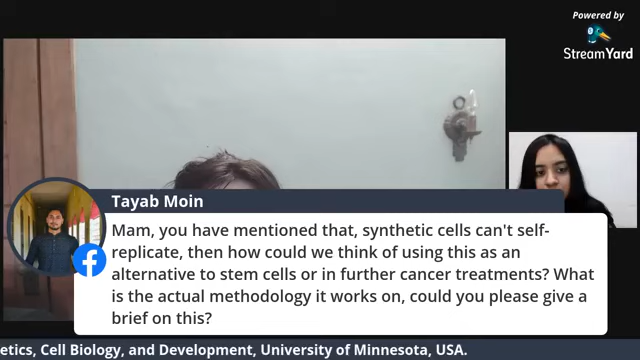 Powered by
StreamYard
Tayab Moin
Mam, you have mentioned that, synthetic cells can't self-
replicate, then how could we think of using this as an
alternative to stem cells or in further cancer treatments? What
is the actual methodology it works on, could you please give a
brief on this?
etics, Cell Biology, and Development, University of Minnesota, USA.